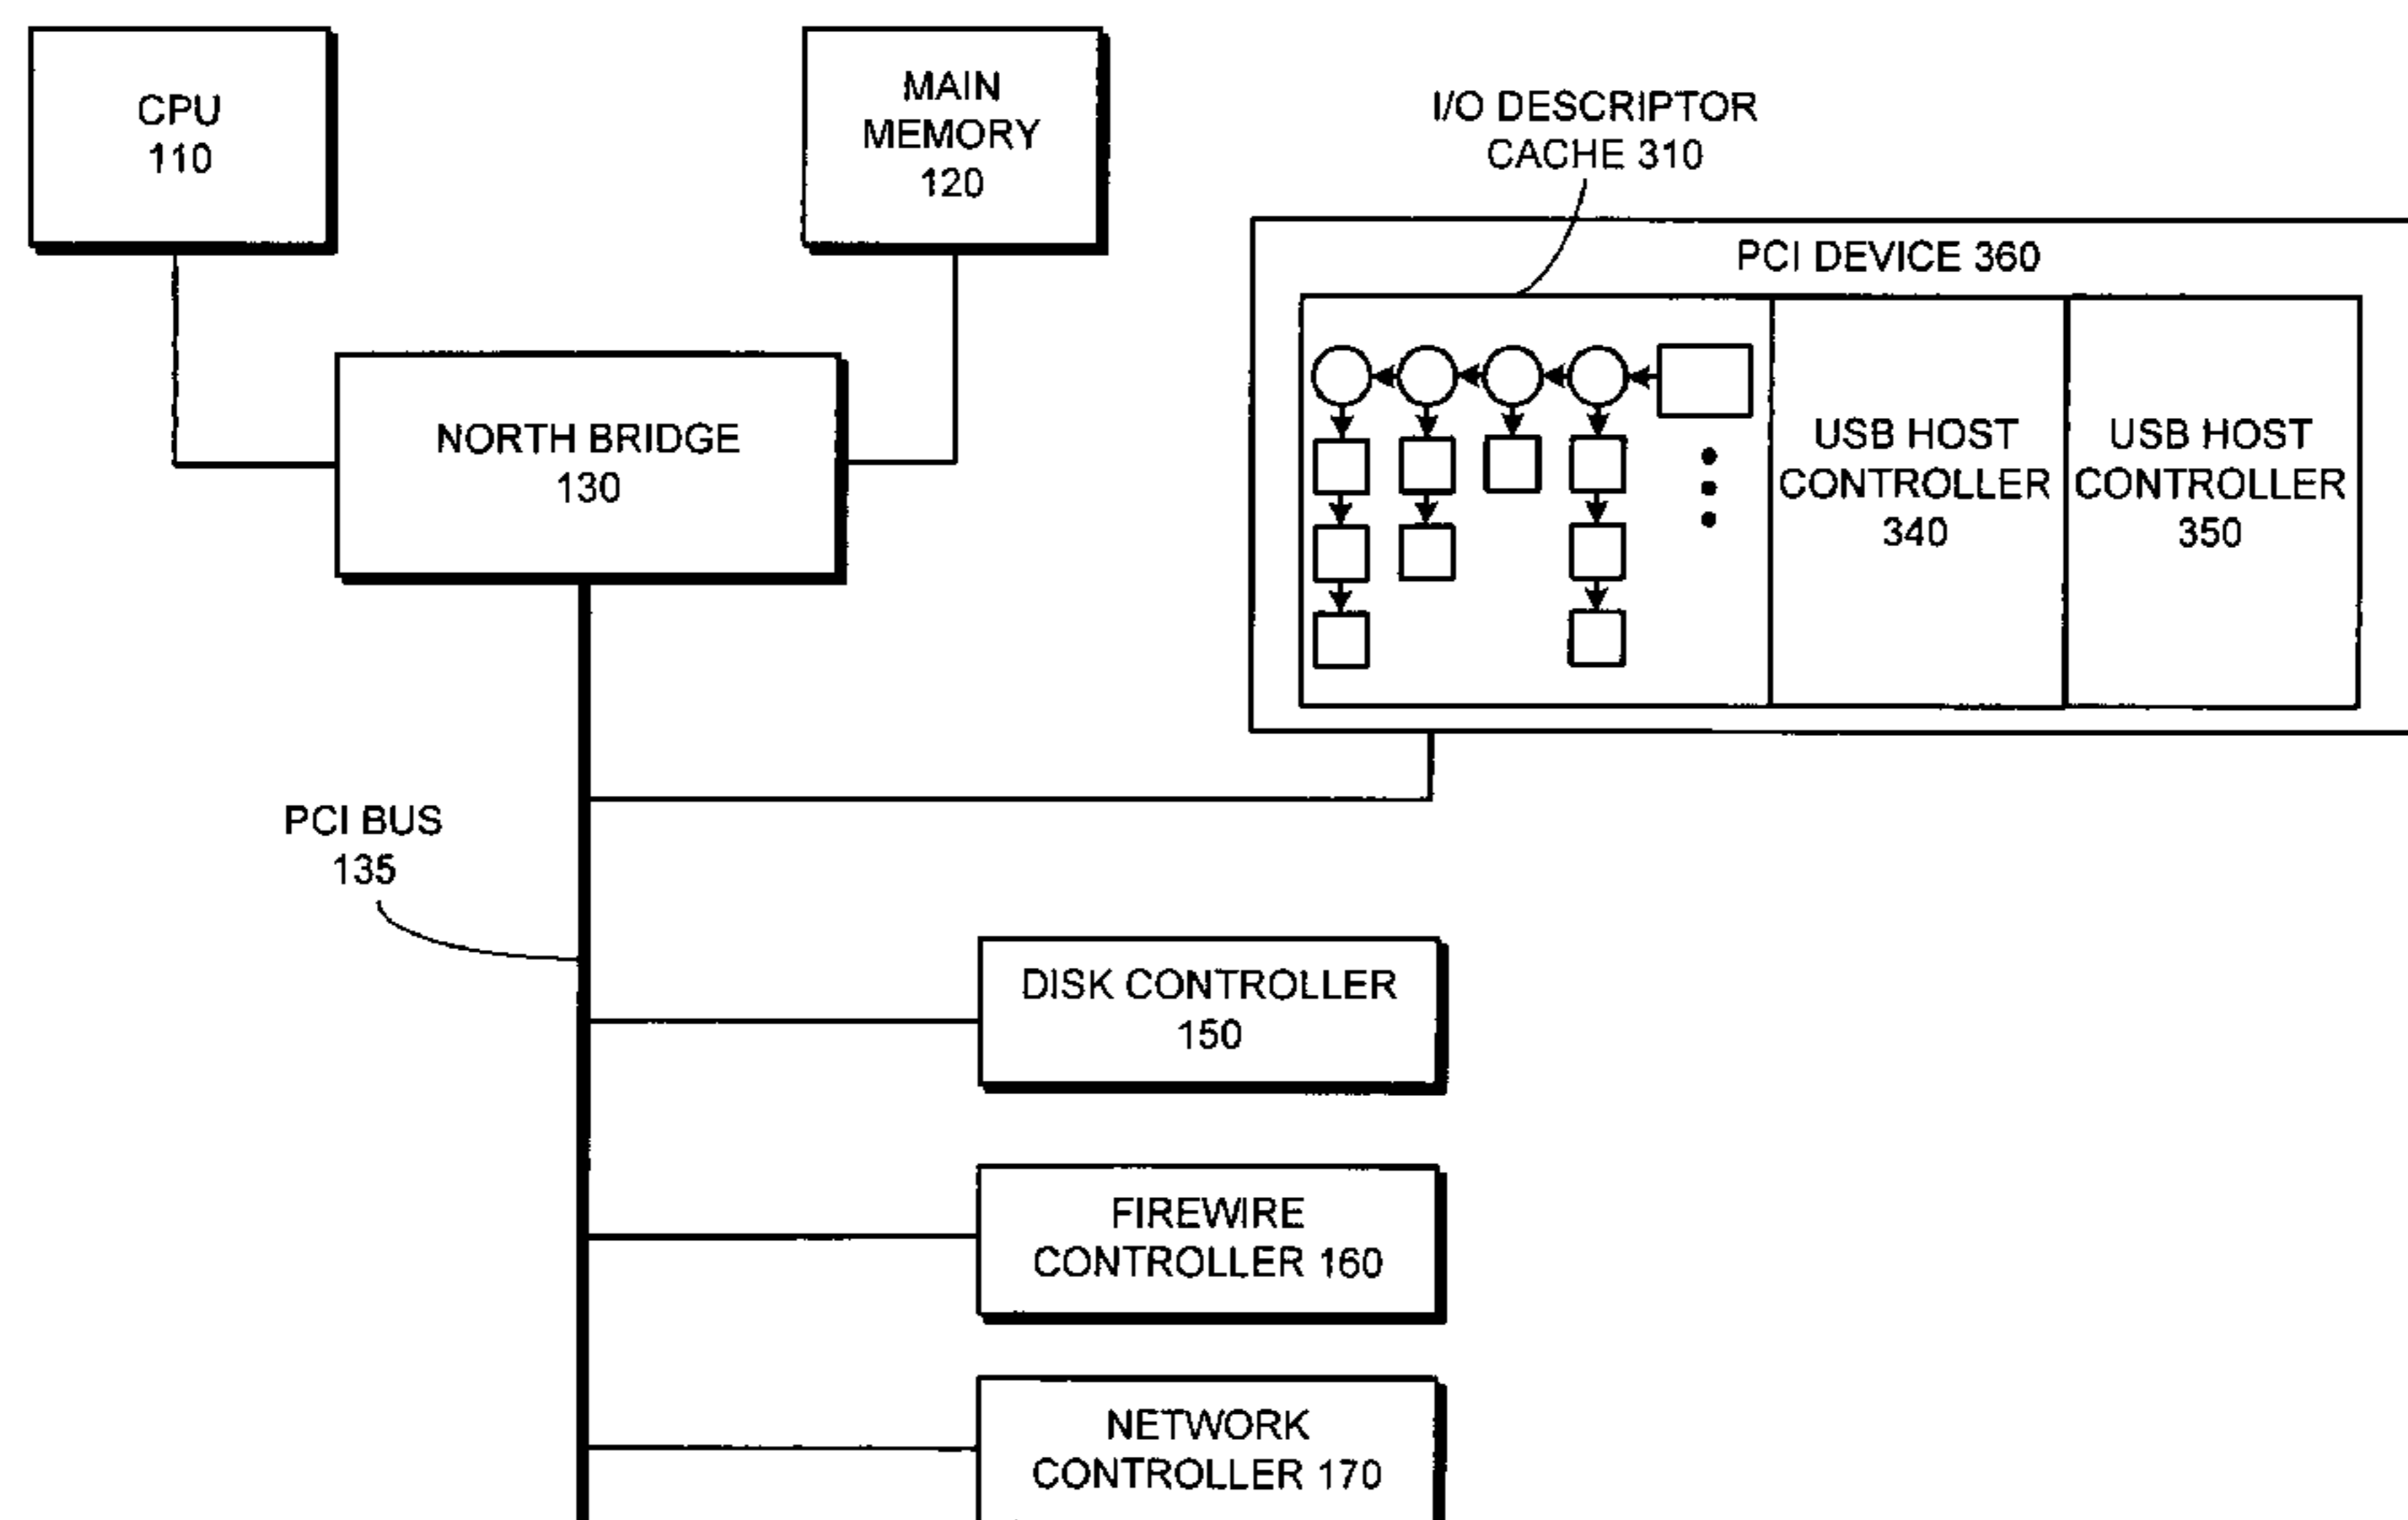 CPU
110
MAIN
MEMORY
120
I/O DESCRIPTOR
CACHE 310
PCI DEVICE 360
NORTH BRIDGE
130
USB HOST
CONTROLLER
340
USB HOST
CONTROLLER
350
PCI BUS
135
DISK CONTROLLER
150
FIREWIRE
CONTROLLER 160
NETWORK
CONTROLLER 170